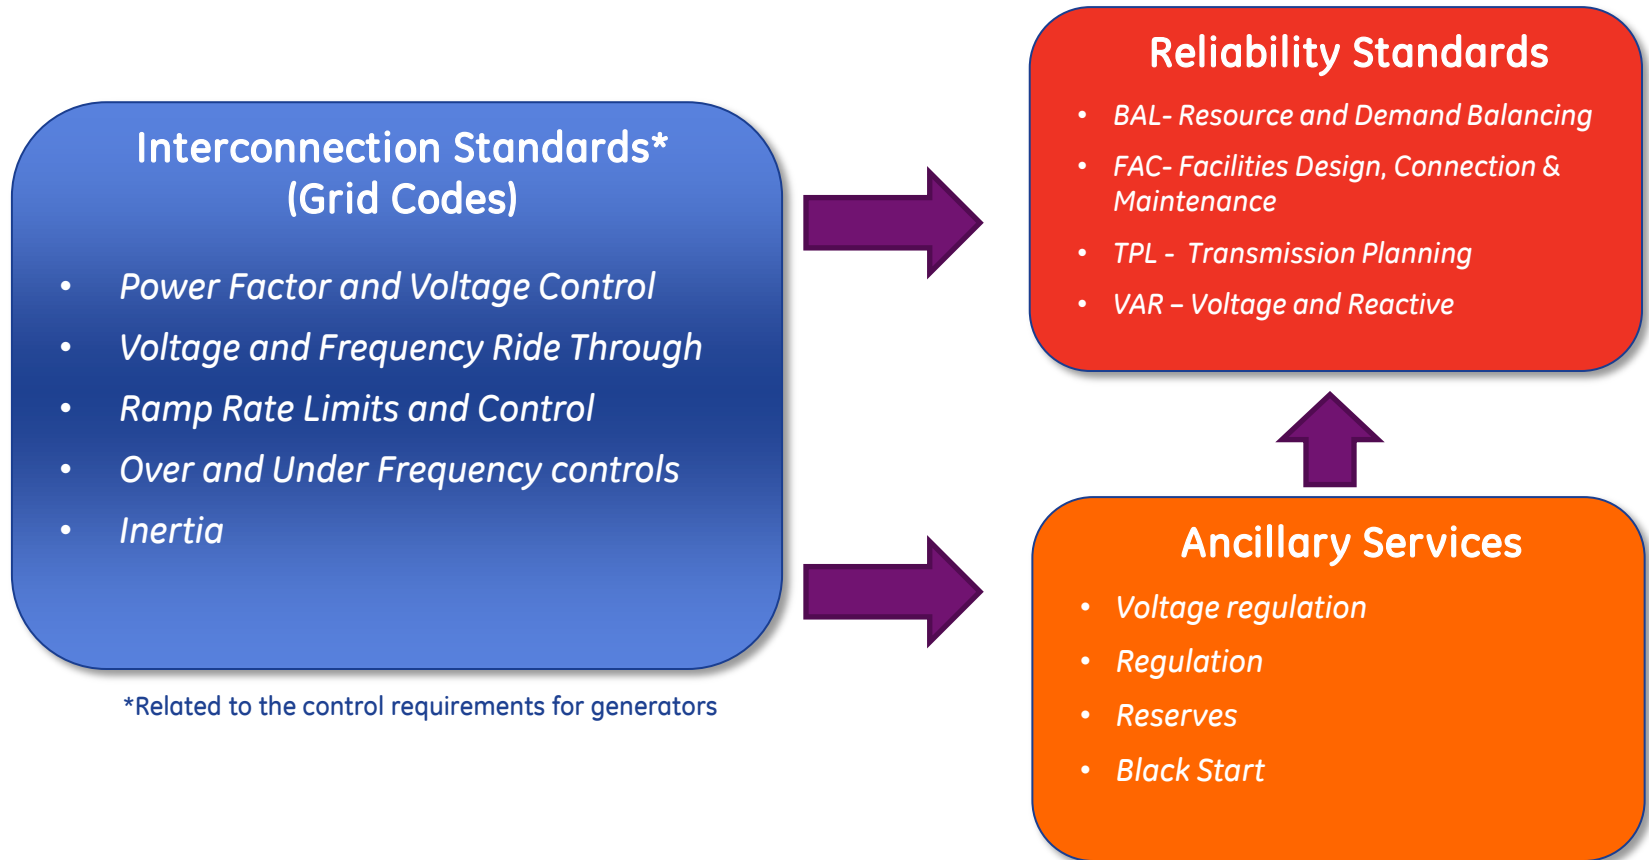 Interconnection Standards*
(Grid Codes)
• Power Factor and Voltage Control
• Voltage and Frequency Ride Through
• Ramp Rate Limits and Control
• Over and Under Frequency controls
• Inertia
*Related to the control requirements for generators
Reliability Standards
• BAL- Resource and Demand Balancing
• FAC- Facilities Design, Connection &
Maintenance
• TPL - Transmission Planning
• VAR – Voltage and Reactive
Ancillary Services
• Voltage regulation
• Regulation
• Reserves
• Black Start